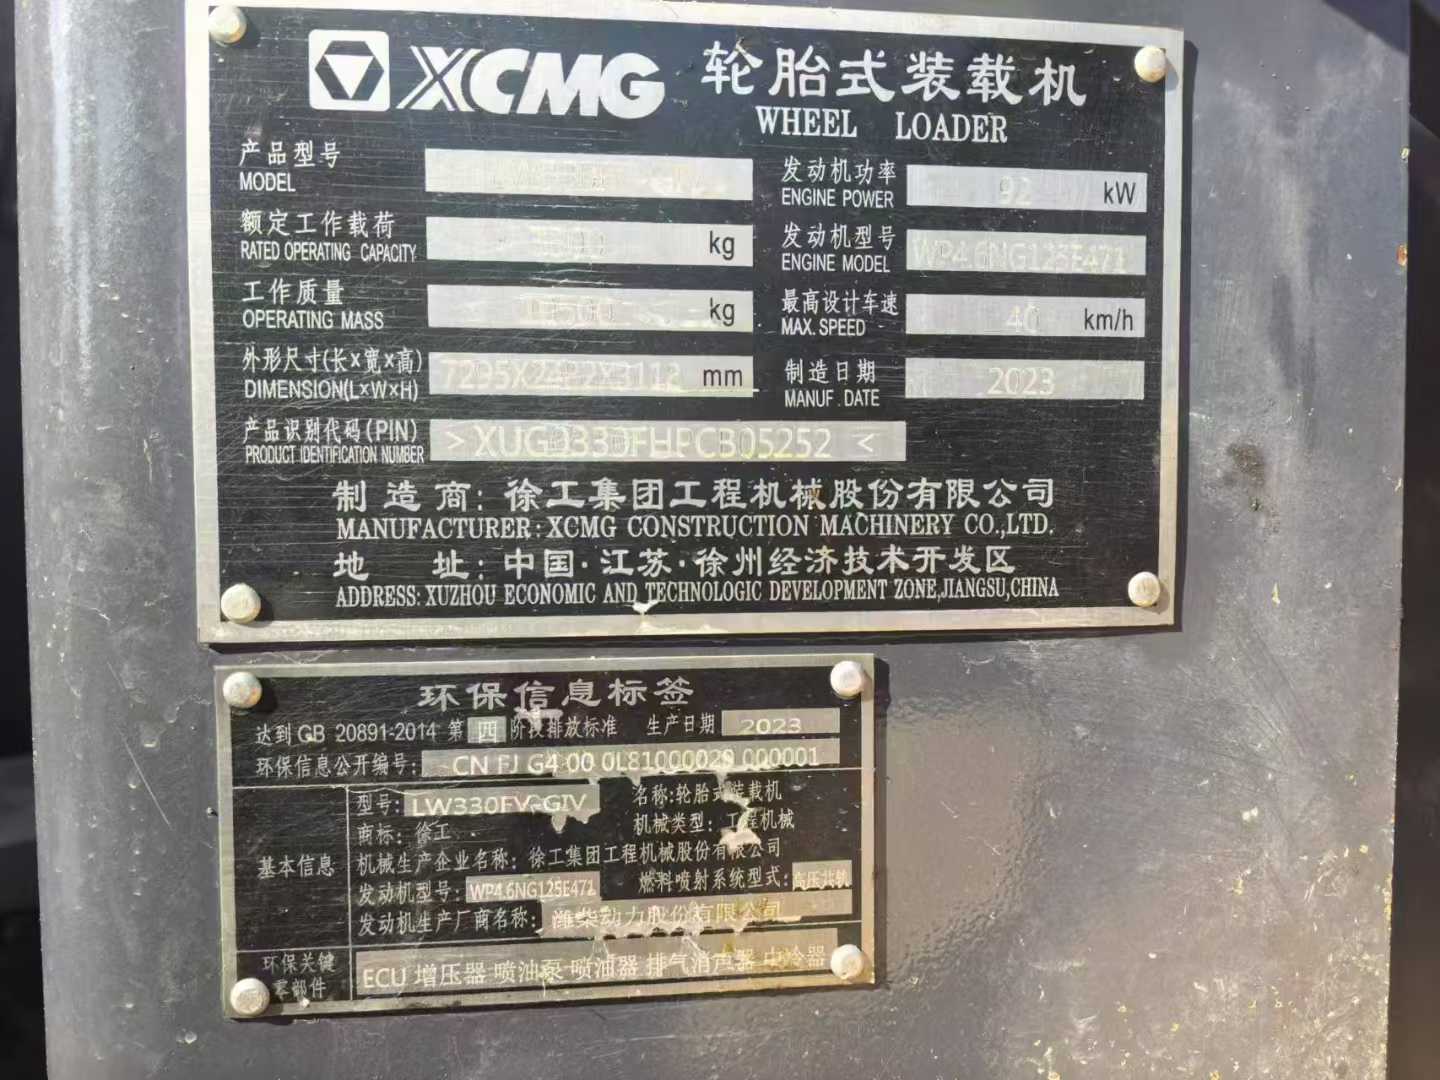 XCMG 轮胎式装载机
WHEEL LOADER
产品型号
MODEL
发动机功率 92 kW
ENGINE POWER
额定工作载荷 kg
RATED OPERATING CAPACITY
发动机型号 WP4.6NG125E471
ENGINE MODEL
工作质量 kg
OPERATING MASS
最高设计车速 40 km/h
MAX. SPEED
外形尺寸(长×宽×高) mm
DIMENSION(L×W×H)
制造日期 2023
MANUF. DATE
产品识别代码(PIN)
PRODUCT IDENTIFICATION NUMBER
制造商:徐工集团工程机械股份有限公司
MANUFACTURER: XCMG CONSTRUCTION MACHINERY CO.,LTD.
地 址:中国·江苏·徐州经济技术开发区
ADDRESS: XUZHOU ECONOMIC AND TECHNOLOGIC DEVELOPMENT ZONE,JIANGSU,CHINA
环保信息标签
达到GB 20891-2014 第四阶段排放标准 生产日期 2023
环保信息公开编号: CN FJ G4 00 0L81000029 000001
基本信息
型号: LW330FV-GIV 名称:轮胎式装载机
商标: 徐工 机械类型: 工程机械
机械生产企业名称: 徐工集团工程机械股份有限公司
发动机型号: WP4.6NG125E471 燃料喷射系统型式: 高压共轨
发动机生产厂商名称: 潍柴动力股份有限公司
环保关键
零部件
ECU 增压器 喷油泵 喷油器 排气消声器 中冷器